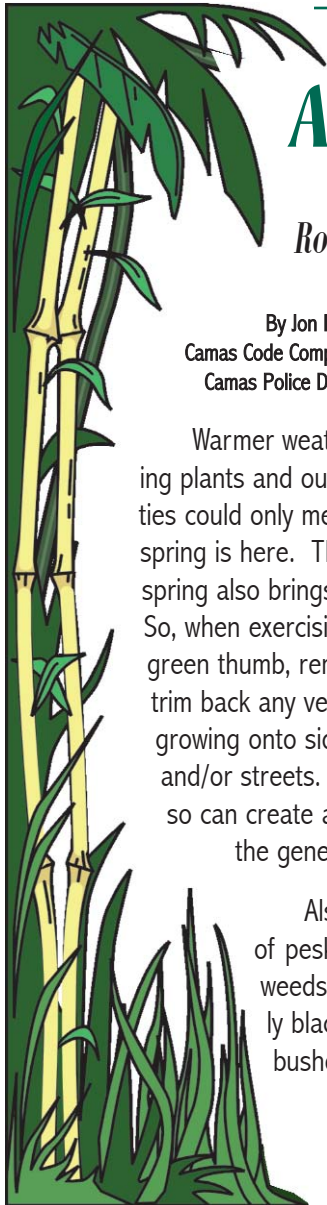 A
Ro
By Jon
Camas Code Comp
Camas Police D
Warmer weat
ing plants and ou
ties could only me
spring is here. Th
spring also brings
So, when exercisi
green thumb, rem
trim back any ve
growing onto sid
and/or streets.
so can create a
the gene
Als
of pesk
weeds
ly blac
bushe